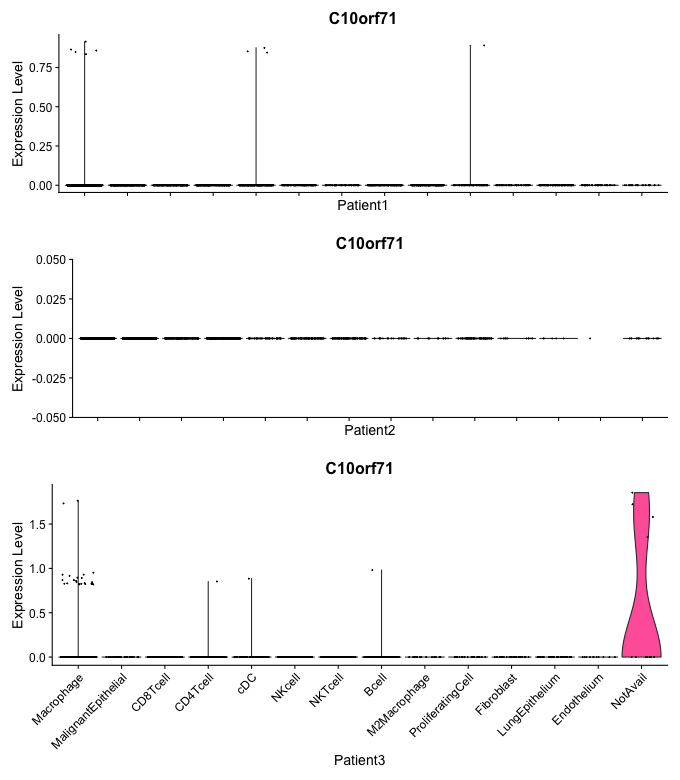 C10orf71
Expression Level
0.75
0.50
0.25
0.00
Patient1
C10orf71
Expression Level
0.050
0.025
0.000
-0.025
-0.050
Patient2
C10orf71
Expression Level
1.5
1.0
0.5
0.0
Macrophage
MalignantEpithelial
CD8Tcell
CD4Tcell
cDC
NKcell
NKTcell
Bcell
M2Macrophage
ProliferatingCell
Fibroblast
LungEpithelium
Endothelium
NotAvail
Patient3